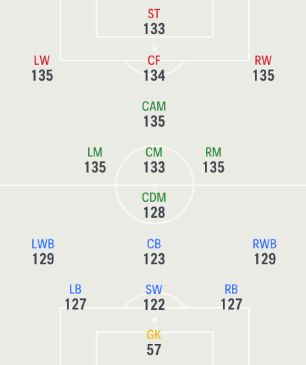 ST
133
LW CF RW
135 134 135
CAM
135
LM CM RM
135 133 135
CDM
128
LWB CB RWB
129 123 129
LB SW RB
127 122 127
GK
57